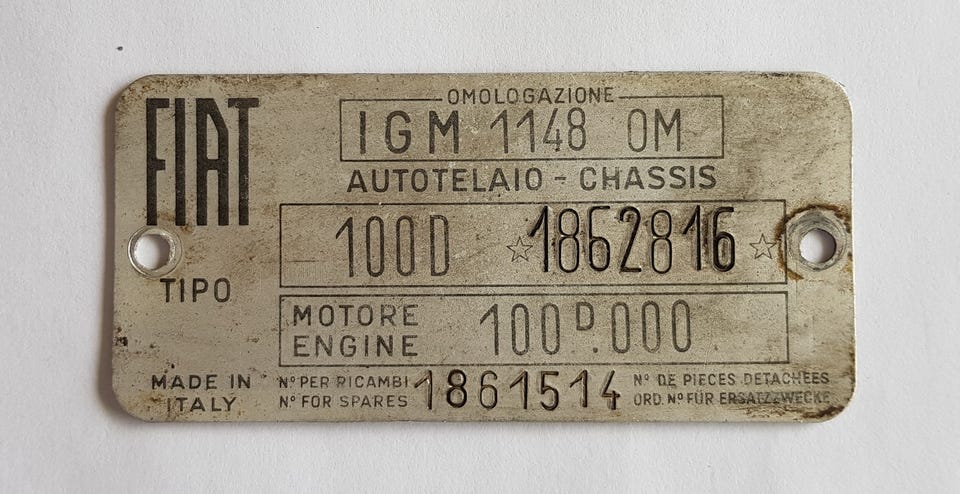 FIAT
OMOLOGAZIONE
IGM 1148 OM
AUTOTELAIO - CHASSIS
TIPO
100D ☆1862816☆
MOTORE
ENGINE
100D.000
MADE IN
ITALY
Nº PER RICAMBI
Nº FOR SPARES
1861514
Nº DE PIECES DETACHÉES
ORD. Nº FÜR ERSATZZWECKE